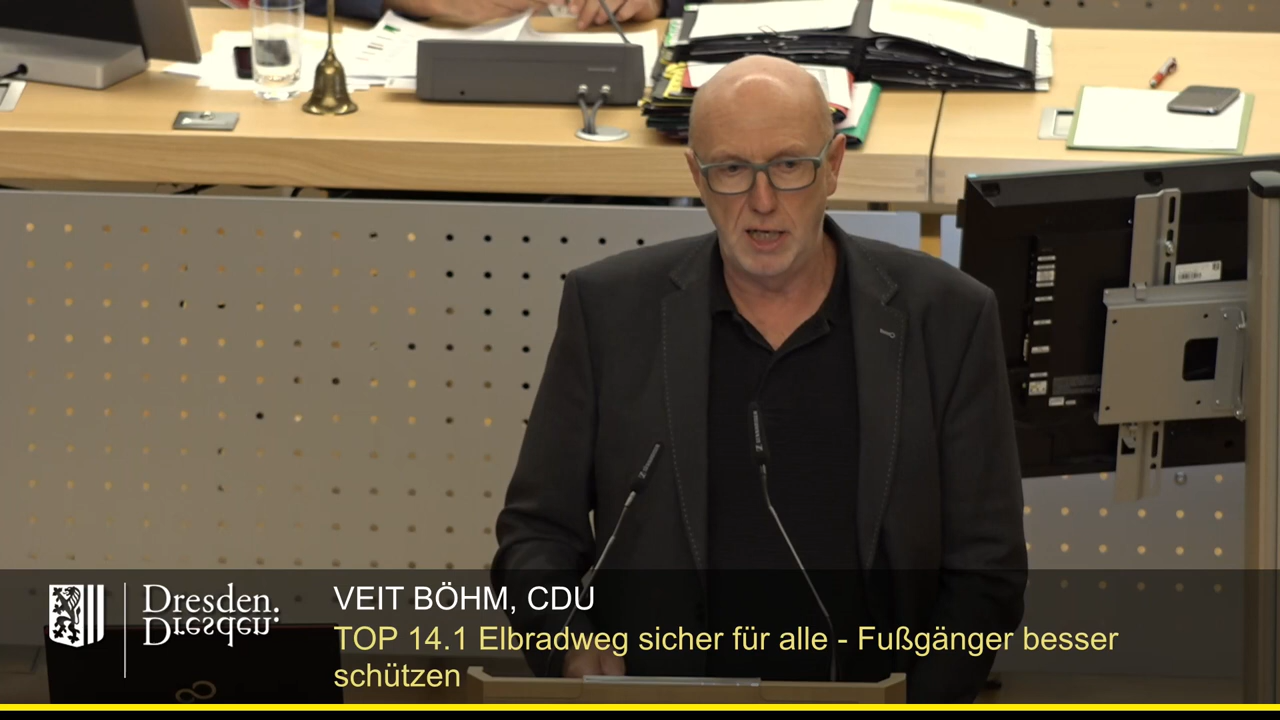 Dresden.
Dresden.
VEIT BÖHM, CDU
TOP 14.1 Elbradweg sicher für alle - Fußgänger besser
schützen